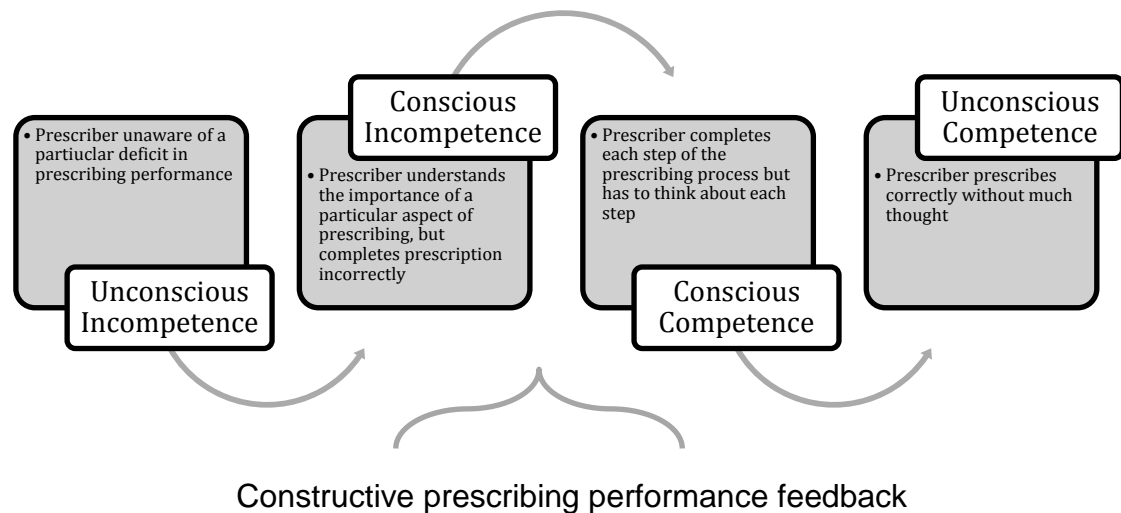 • Prescriber unaware of a
partiuclar deficit in
prescribing performance
Unconscious
Incompetence
Conscious
Incompetence
• Prescriber understands
the importance of a
particular aspect of
prescribing, but
completes prescription
incorrectly
• Prescriber completes
each step of the
prescribing process but
has to think about each
step
Conscious
Competence
Unconscious
Competence
• Prescriber prescribes
correctly without much
thought
Constructive prescribing performance feedback